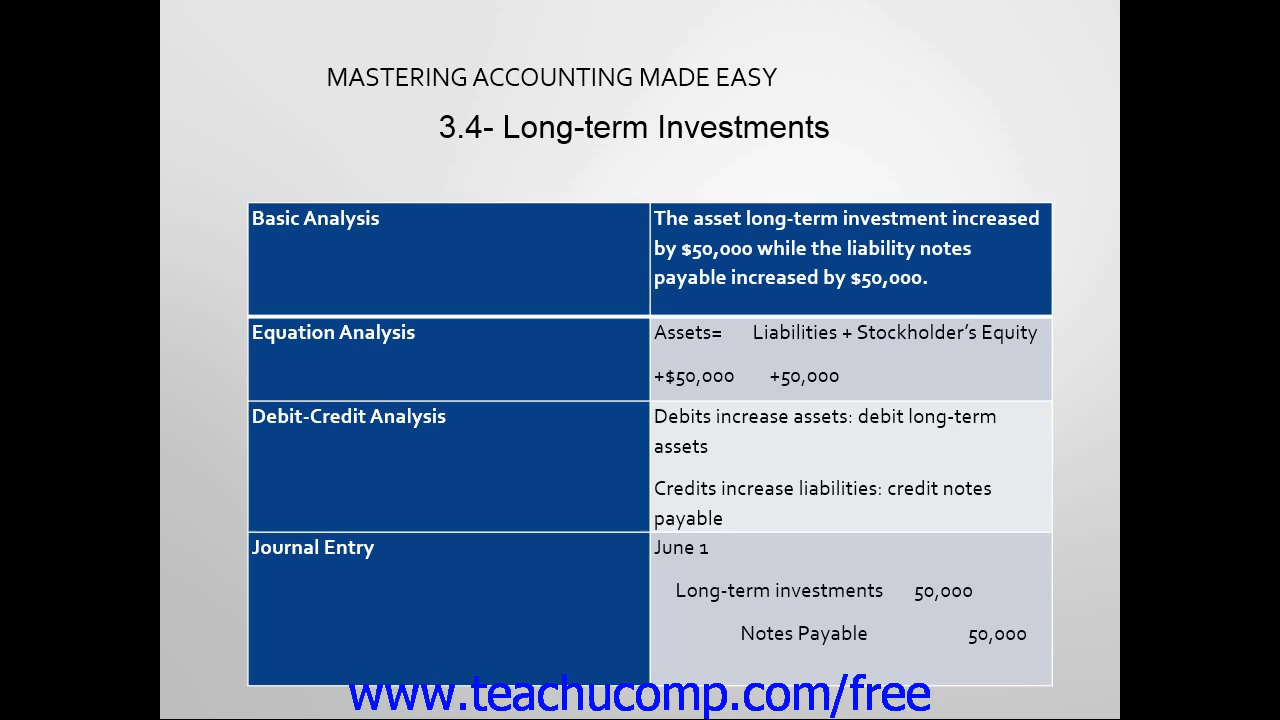 MASTERING ACCOUNTING MADE EASY
3.4- Long-term Investments
Basic Analysis
The asset long-term investment increased
by $50,000 while the liability notes
payable increased by $50,000.
Equation Analysis
Assets= Liabilities + Stockholder’s Equity
+$50,000 +50,000
Debit-Credit Analysis
Debits increase assets: debit long-term
assets
Credits increase liabilities: credit notes
payable
Journal Entry
June 1
Long-term investments 50,000
Notes Payable 50,000
www.teachucomp.com/free